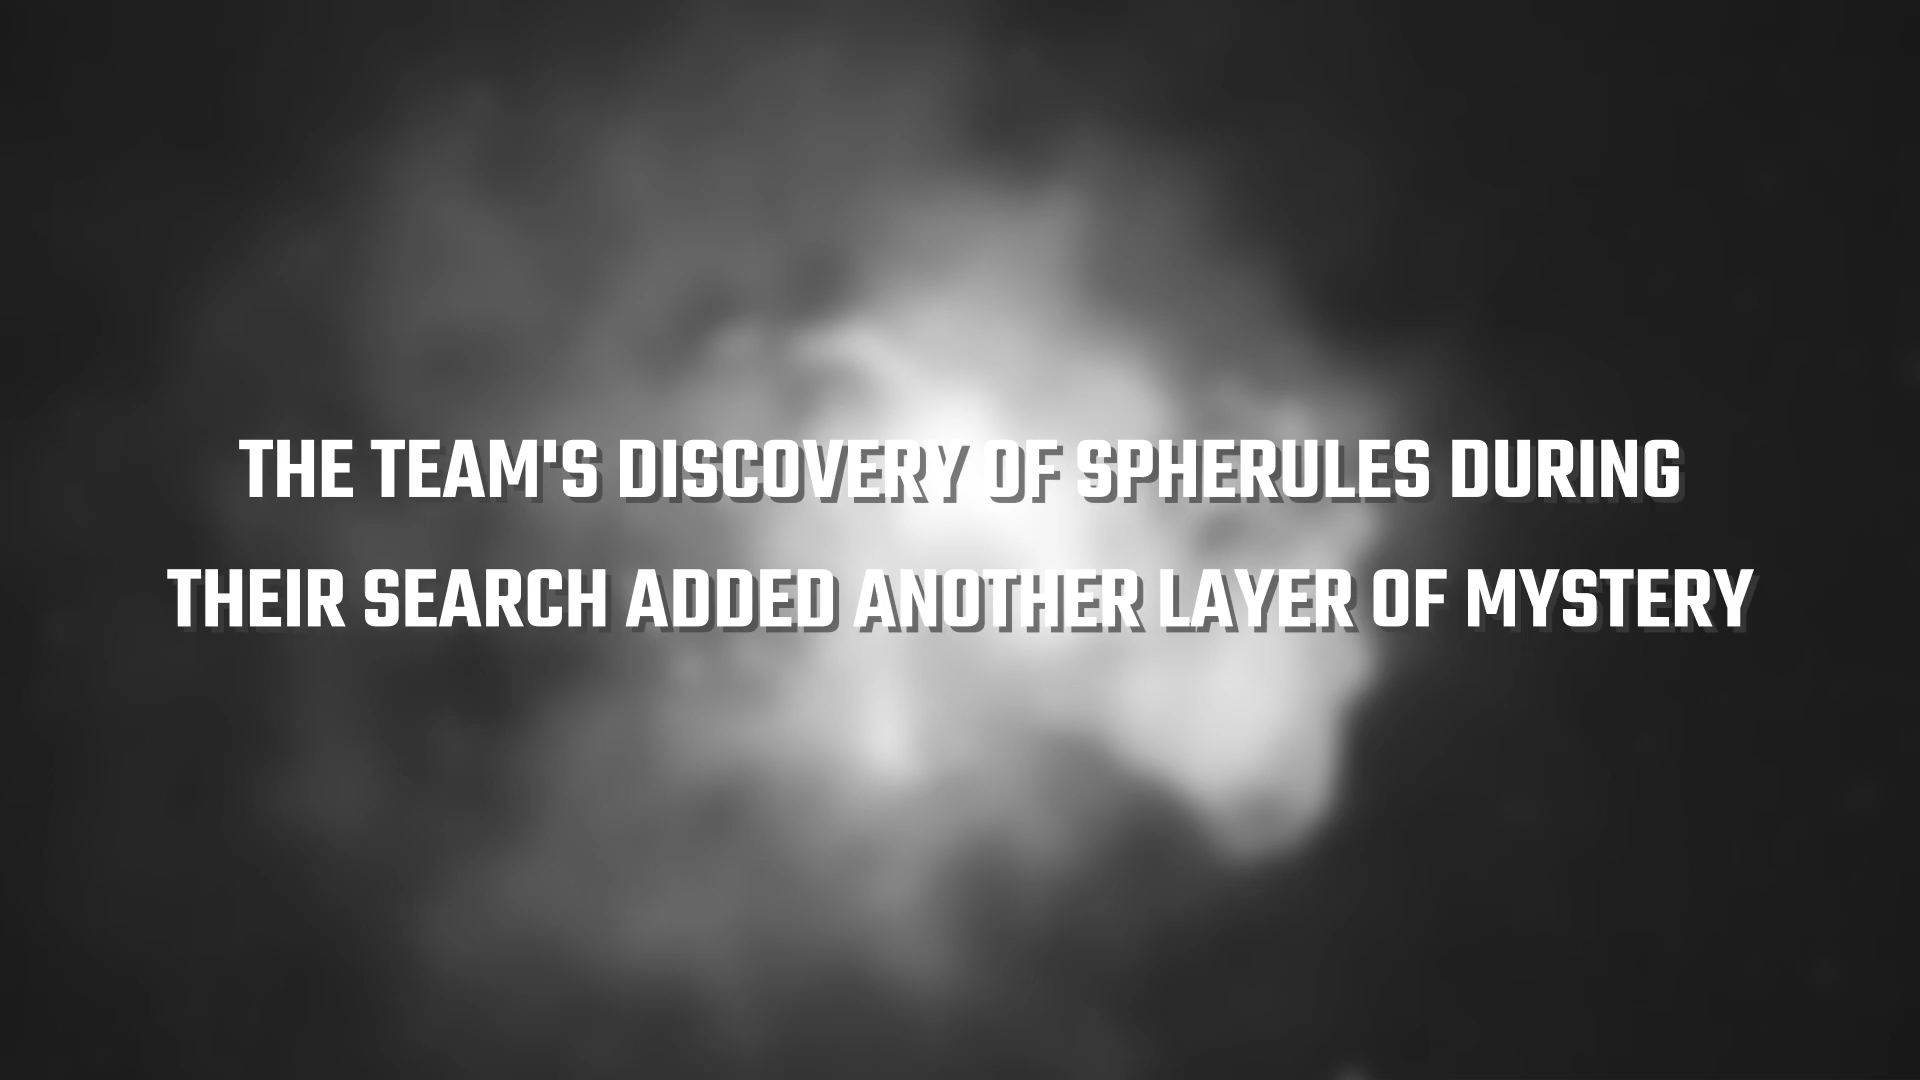 THE TEAM'S DISCOVERY OF SPHERULES DURING
THEIR SEARCH ADDED ANOTHER LAYER OF MYSTERY